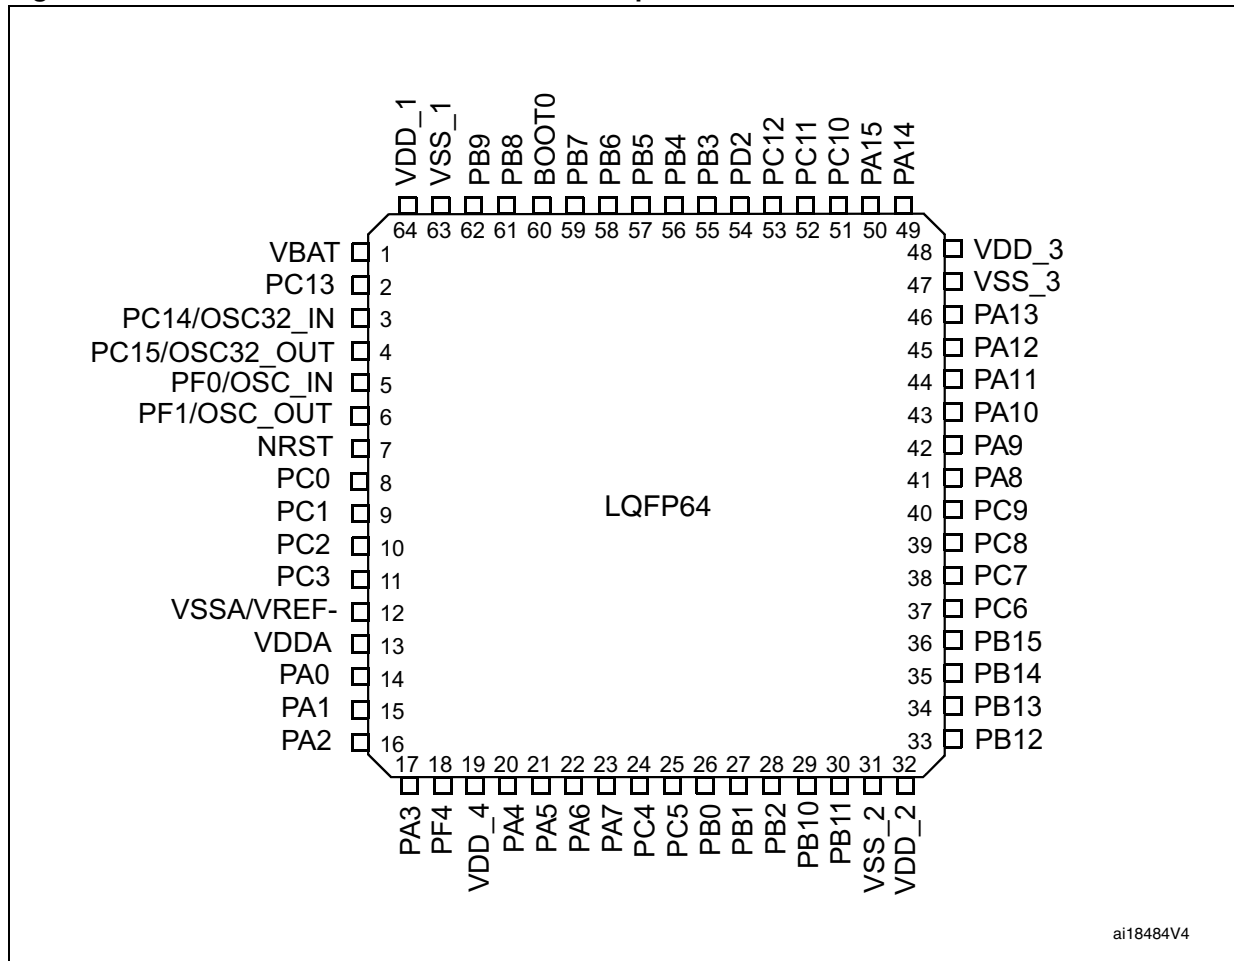 VDD_1
VSS_1
PB9
PB8
BOOT0
PB7
PB6
PB5
PB4
PB3
PD2
PC12
PC11
PC10
PA15
PA14
64 63 62 61 60 59 58 57 56 55 54 53 52 51 50 49
VBAT 1
PC13 2
PC14/OSC32_IN 3
PC15/OSC32_OUT 4
PF0/OSC_IN 5
PF1/OSC_OUT 6
NRST 7
PC0 8
PC1 9
PC2 10
PC3 11
VSSA/VREF- 12
VDDA 13
PA0 14
PA1 15
PA2 16
LQFP64
48 VDD_3
47 VSS_3
46 PA13
45 PA12
44 PA11
43 PA10
42 PA9
41 PA8
40 PC9
39 PC8
38 PC7
37 PC6
36 PB15
35 PB14
34 PB13
33 PB12
17 18 19 20 21 22 23 24 25 26 27 28 29 30 31 32
PA3
PF4
VDD_4
PA4
PA5
PA6
PA7
PC4
PC5
PB0
PB1
PB2
PB10
PB11
VSS_2
VDD_2
ai18484V4